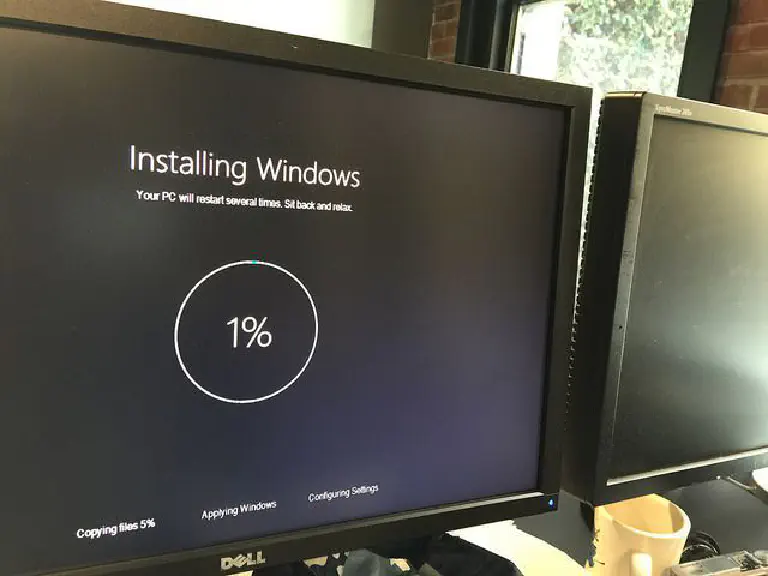 Installing Windows
Your PC will restart several times. Sit back and relax.
1%
Copying files 5%
Applying Windows
Configuring Settings
DELL
SyncMaster